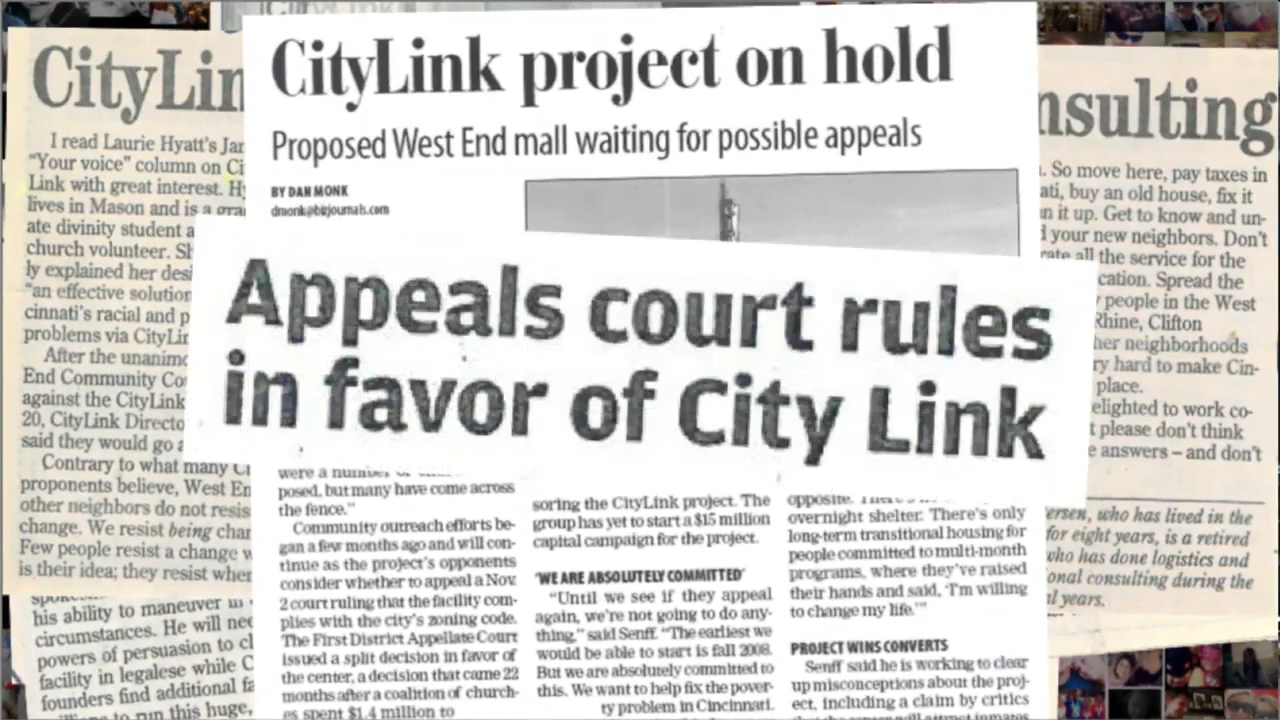 CityLin
I read Laurie Hyatt's Jan
"Your voice" column on Ci
Link with great interest. Hy
lives in Mason and is a gra
ate divinity student a
church volunteer. Sh
ly explained her desi
"an effective solution
cinnati's racial and p
problems via CityLin
After the unanimo
End Community Co
against the CityLink
20, CityLink Directo
said they would go a
Contrary to what many Ci
proponents believe, West En
other neighbors do not resis
change. We resist being chan
Few people resist a change w
is their idea; they resist when
his ability to maneuver in
circumstances. He will nee
powers of persuasion to cl
facility in legalese while C
founders find additional fa
to run this huge,
CityLink project on hold
Proposed West End mall waiting for possible appeals
BY DAN MONK
dmonk@bizjournals.com
Appeals court rules
in favor of City Link
were a number of
posed, but many have come across
the fence."
Community outreach efforts be-
gan a few months ago and will con-
tinue as the project's opponents
consider whether to appeal a Nov.
2 court ruling that the facility com-
plies with the city's zoning code.
The First District Appellate Court
issued a split decision in favor of
the center, a decision that came 22
months after a coalition of church-
es spent $1.4 million to
soring the CityLink project. The
group has yet to start a $15 million
capital campaign for the project.
'WE ARE ABSOLUTELY COMMITTED'
"Until we see if they appeal
again, we're not going to do any-
thing," said Senff. "The earliest we
would be able to start is fall 2008.
But we are absolutely committed to
this. We want to help fix the pover-
ty problem in Cincinnati.
opposite. There's
overnight shelter. There's only
long-term transitional housing for
people committed to multi-month
programs, where they've raised
their hands and said, 'I'm willing
to change my life.'"
PROJECT WINS CONVERTS
Senff said he is working to clear
up misconceptions about the proj-
ect, including a claim by critics
nsulting
. So move here, pay taxes in
ati, buy an old house, fix it
n it up. Get to know and un-
d your new neighbors. Don't
rate all the service for the
cation. Spread the
people in the West
Rhine, Clifton
her neighborhoods
ry hard to make Cin-
place.
elighted to work co-
t please don't think
e answers – and don't
ersen, who has lived in the
for eight years, is a retired
who has done logistics and
onal consulting during the
l years.